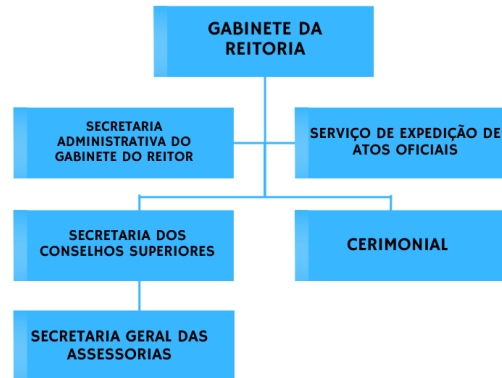 GABINETE DA
REITORIA
SECRETARIA
ADMINISTRATIVA DO
GABINETE DO REITOR
SERVIÇO DE EXPEDIÇÃO DE
ATOS OFICIAIS
SECRETARIA DOS
CONSELHOS SUPERIORES
CERIMONIAL
SECRETARIA GERAL DAS
ASSESSORIAS